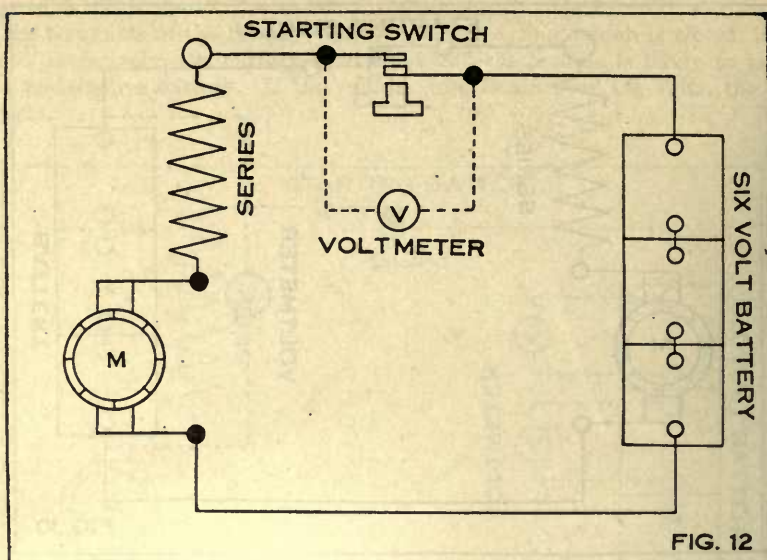 STARTING SWITCH
SERIES
V
VOLTMETER
SIX VOLT BATTERY
M
FIG. 12